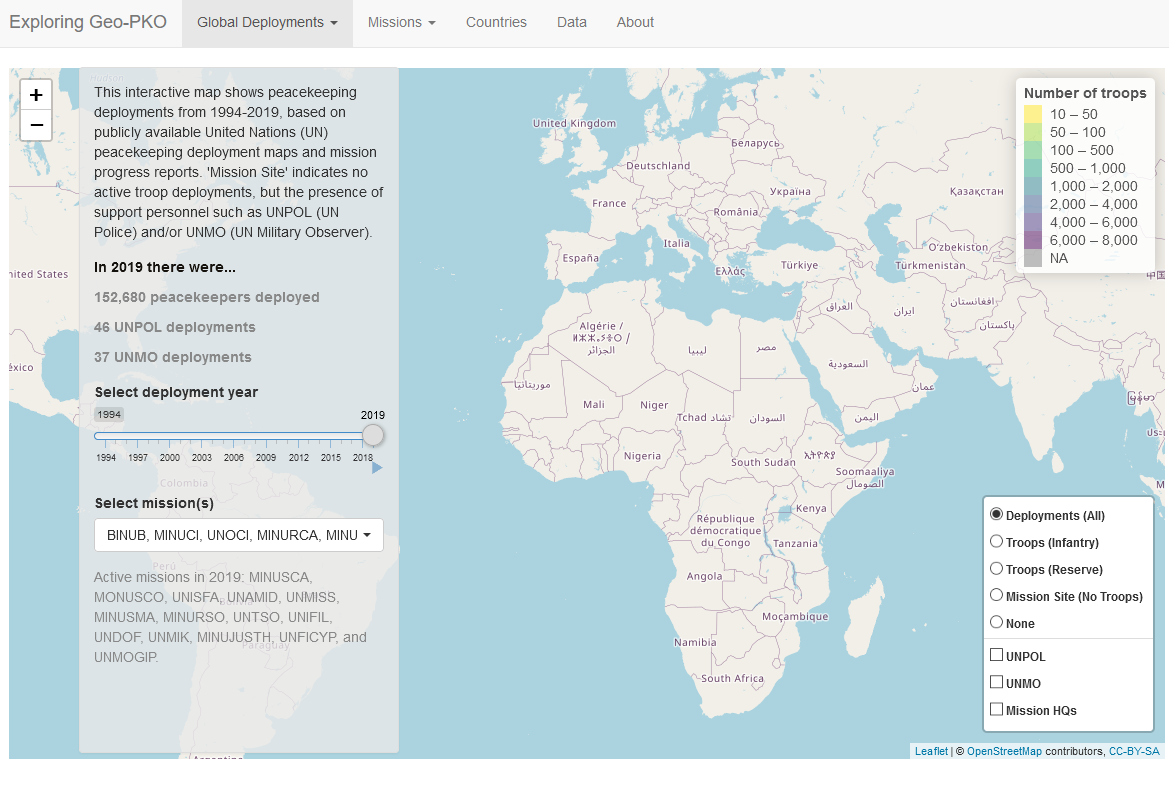 Exploring Geo-PKO
Global Deployments
Missions
Countries
Data
About
+
−
This interactive map shows peacekeeping
deployments from 1994-2019, based on
publicly available United Nations (UN)
peacekeeping deployment maps and mission
progress reports. 'Mission Site' indicates no
active troop deployments, but the presence of
support personnel such as UNPOL (UN
Police) and/or UNMO (UN Military Observer).
In 2019 there were...
152,680 peacekeepers deployed
46 UNPOL deployments
37 UNMO deployments
Select deployment year
1994
2019
1994 1997 2000 2003 2006 2009 2012 2015 2018
Select mission(s)
BINUB, MINUCI, UNOCI, MINURCA, MINU
Active missions in 2019: MINUSCA,
MONUSCO, UNISFA, UNAMID, UNMISS,
MINUSMA, MINURSO, UNTSO, UNIFIL,
UNDOF, UNMIK, MINUJUSTH, UNFICYP, and
UNMOGIP.
nited States
éxico
Colombia
Perú
Paraguay
Argentina
United Kingdom
Беларусь
Deutschland
Україна
France
România
Қазақстан
Italia
España
Ελλάς
Türkiye
Oʻzbekiston
Türkmenistan
中国
Algérie /
ⵍⵣⵣⴰⵢⴻⵔ /
الجزائر
ليبيا
مصر
العراق
ایران
افغانستان
پاکستان
السعودية
عمان
موريتانيا
Mali
Niger
Tchad تشاد
السودان
اليمن
Nigeria
South Sudan
ኢትዮጵያ
Soomaaliya
الصومال
Kenya
République
démocratique
du Congo
Tanzania
Angola
Moçambique
Namibia
South Africa
Number of troops
10 – 50
50 – 100
100 – 500
500 – 1,000
1,000 – 2,000
2,000 – 4,000
4,000 – 6,000
6,000 – 8,000
NA
Deployments (All)
Troops (Infantry)
Troops (Reserve)
Mission Site (No Troops)
None
UNPOL
UNMO
Mission HQs
Leaflet | © OpenStreetMap contributors, CC-BY-SA